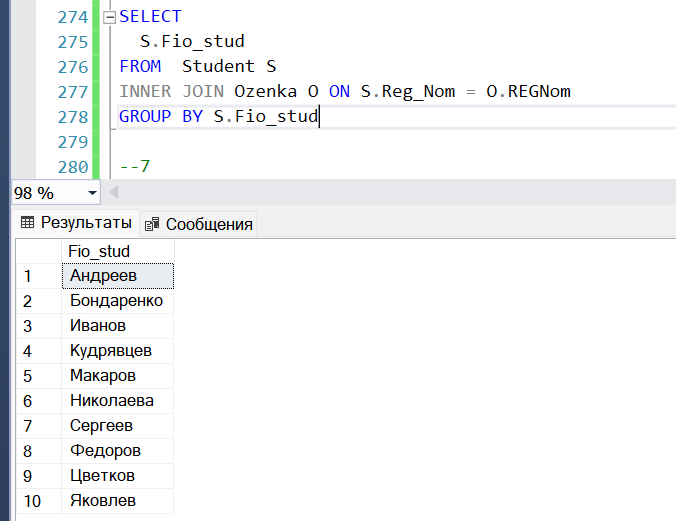 274 SELECT
275 S.Fio_stud
276 FROM Student S
277 INNER JOIN Ozenka O ON S.Reg_Nom = O.REGNom
278 GROUP BY S.Fio_stud
279
280 --7
98 %
Результаты Сообщения
Fio_stud
1 Андреев
2 Бондаренко
3 Иванов
4 Кудрявцев
5 Макаров
6 Николаева
7 Сергеев
8 Федоров
9 Цветков
10 Яковлев